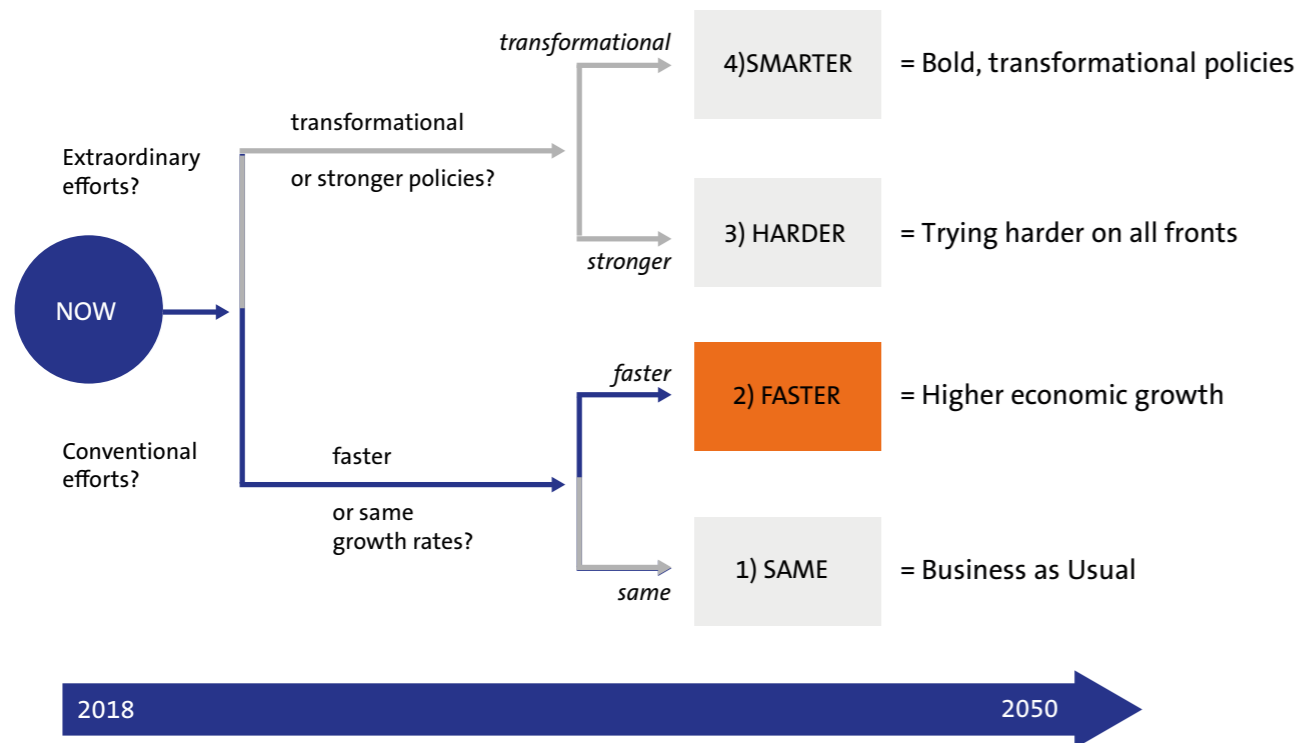 transformational
4)SMARTER
= Bold, transformational policies
transformational
Extraordinary
efforts?
or stronger policies?
3) HARDER
= Trying harder on all fronts
stronger
NOW
faster
2) FASTER
= Higher economic growth
Conventional
efforts?
faster
or same
growth rates?
1) SAME
= Business as Usual
same
2018
2050